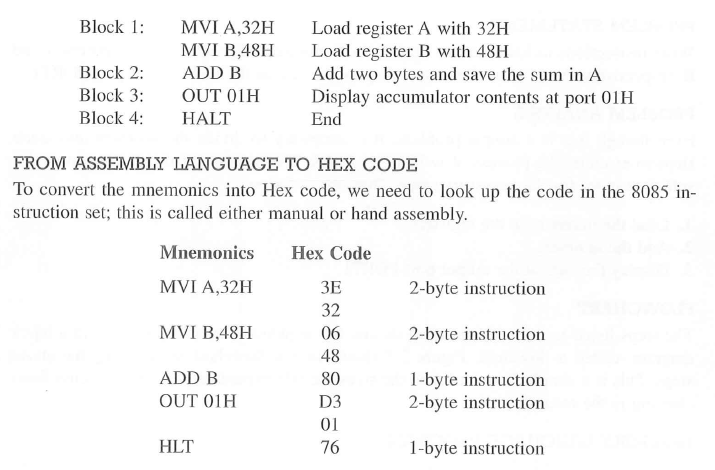 Block 1: MVI A,32H Load register A with 32H
MVI B,48H Load register B with 48H
Block 2: ADD B Add two bytes and save the sum in A
Block 3: OUT 01H Display accumulator contents at port 01H
Block 4: HALT End
FROM ASSEMBLY LANGUAGE TO HEX CODE
To convert the mnemonics into Hex code, we need to look up the code in the 8085 in-
struction set; this is called either manual or hand assembly.
Mnemonics Hex Code
MVI A,32H 3E 2-byte instruction
32
MVI B,48H 06 2-byte instruction
48
ADD B 80 1-byte instruction
OUT 01H D3 2-byte instruction
01
HLT 76 1-byte instruction